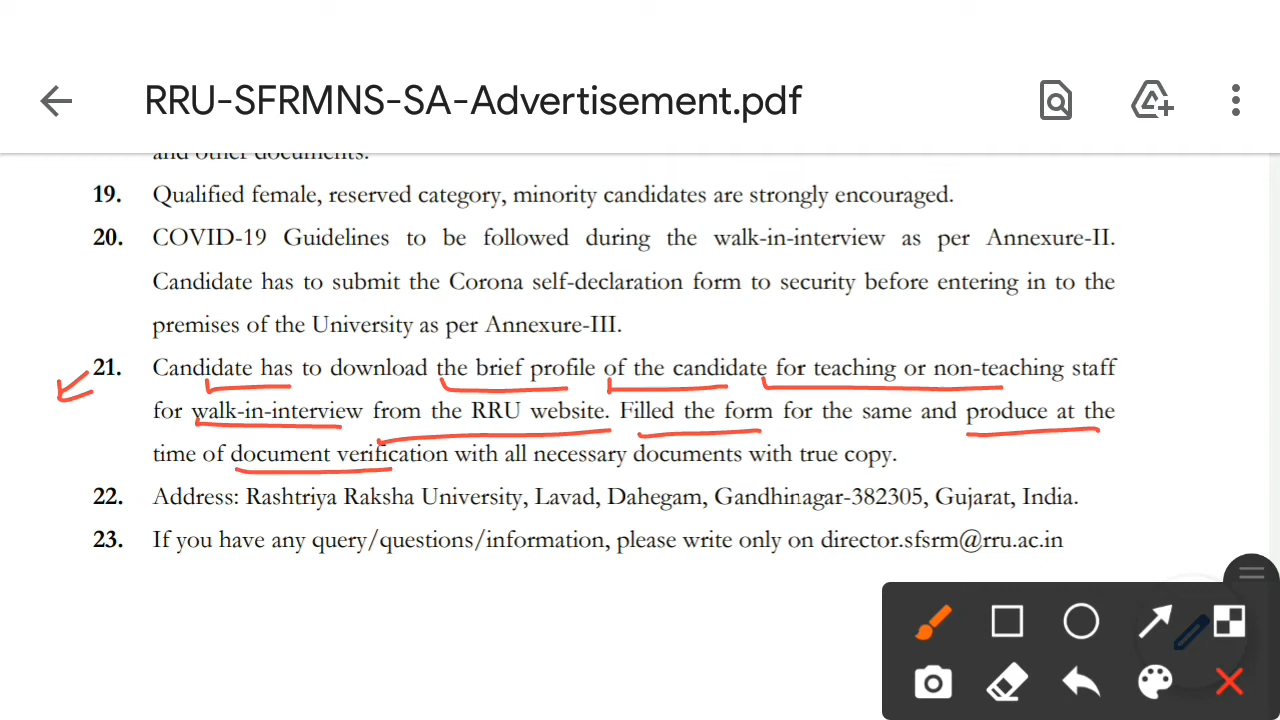 RRU-SFRMNS-SA-Advertisement.pdf
and other documents.
19. Qualified female, reserved category, minority candidates are strongly encouraged.
20. COVID-19 Guidelines to be followed during the walk-in-interview as per Annexure-II.
Candidate has to submit the Corona self-declaration form to security before entering in to the
premises of the University as per Annexure-III.
21. Candidate has to download the brief profile of the candidate for teaching or non-teaching staff
for walk-in-interview from the RRU website. Filled the form for the same and produce at the
time of document verification with all necessary documents with true copy.
22. Address: Rashtriya Raksha University, Lavad, Dahegam, Gandhinagar-382305, Gujarat, India.
23. If you have any query/questions/information, please write only on director.sfsrm@rru.ac.in